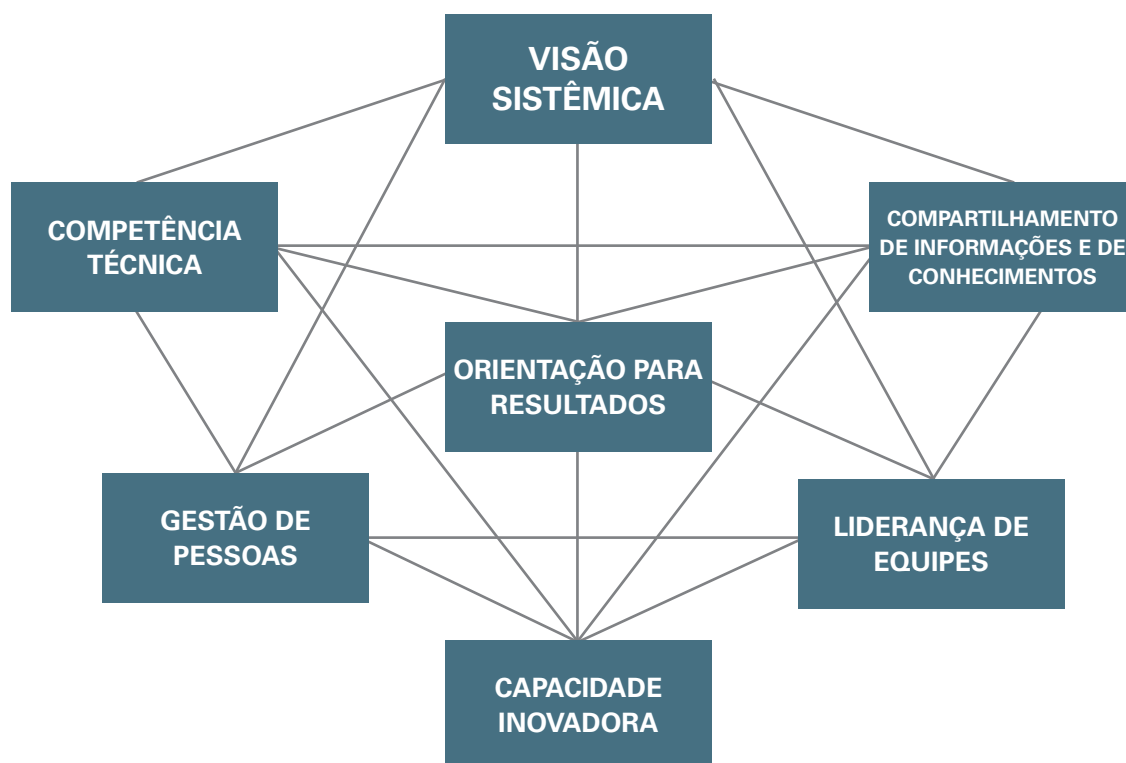 VISÃO
SISTÊMICA
COMPETÊNCIA
TÉCNICA
COMPARTILHAMENTO
DE INFORMAÇÕES E DE
CONHECIMENTOS
ORIENTAÇÃO PARA
RESULTADOS
GESTÃO DE
PESSOAS
LIDERANÇA DE
EQUIPES
CAPACIDADE
INOVADORA